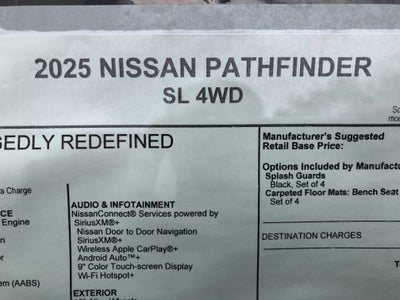 2025 NISSAN PATHFINDER
SL 4WD
EDLY REDEFINED
Manufacturer's Suggested
Retail Base Price:
Options Included by Manufactu
Splash Guards
Black, Set of 4
Carpeted Floor Mats: Bench Seat
Set of 4
DESTINATION CHARGES
a Charge
Engine
on
m (AABS)
AUDIO & INFOTAINMENT
NissanConnect® Services powered by
SiriusXM®+
Nissan Door to Door Navigation
SiriusXM®+
Wireless Apple CarPlay®+
Android Auto™+
9" Color Touch-screen Display
Wi-Fi Hotspot+
EXTERIOR